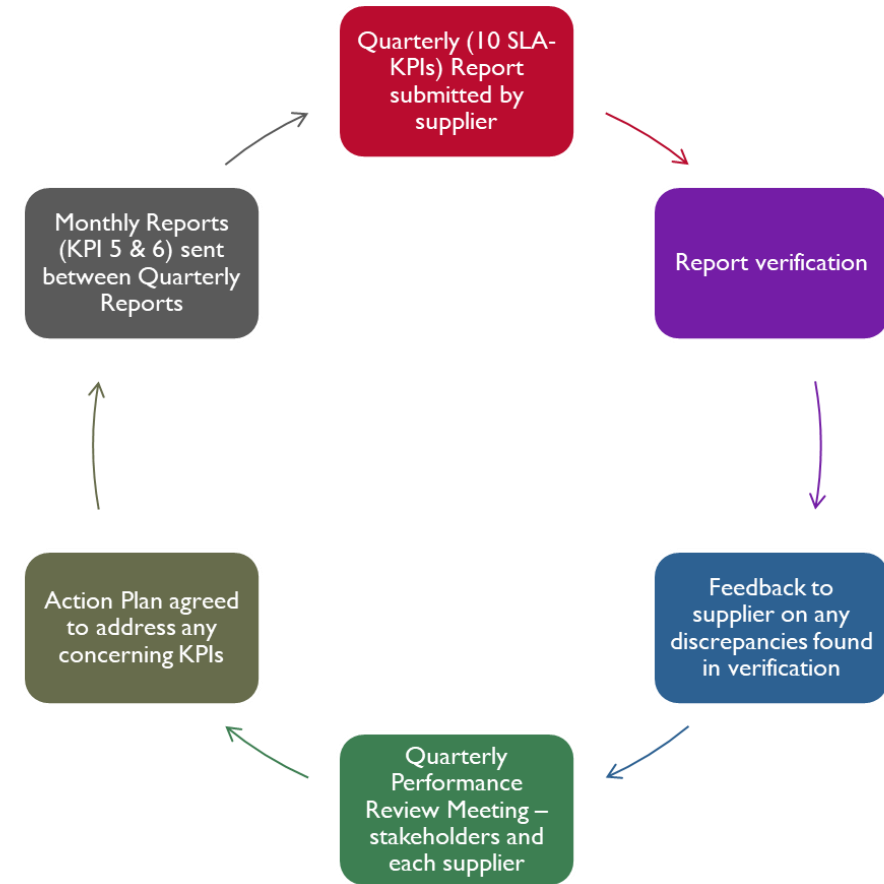 Quarterly (10 SLA-
KPIs) Report
submitted by
supplier
Report verification
Feedback to
supplier on any
discrepancies found
in verification
Quarterly
Performance
Review Meeting –
stakeholders and
each supplier
Action Plan agreed
to address any
concerning KPIs
Monthly Reports
(KPI 5 & 6) sent
between Quarterly
Reports